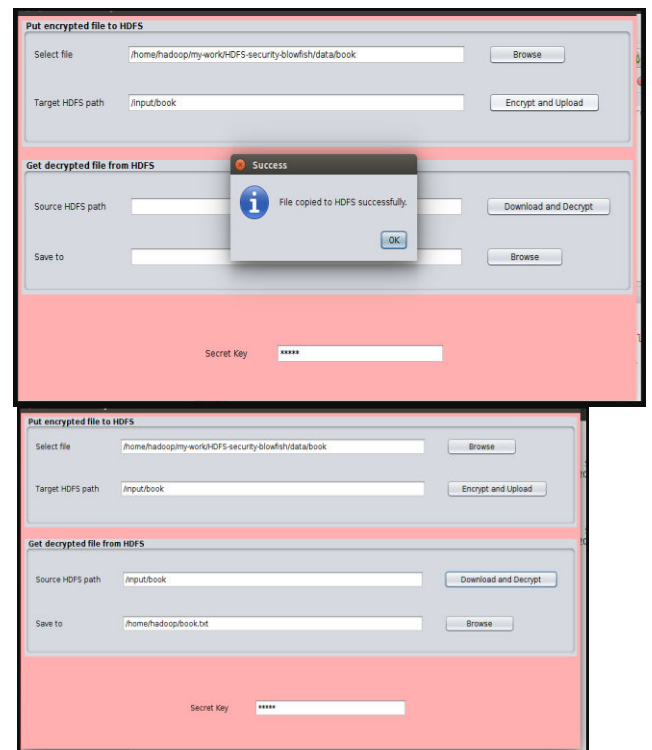 Put encrypted file to HDFS
Select file /home/hadoop/my-work/HDFS-security-blowfish/data/book Browse
Target HDFS path /input/book Encrypt and Upload
Get decrypted file from HDFS
Success
File copied to HDFS successfully.
OK
Source HDFS path Download and Decrypt
Save to Browse
Secret Key *****
Put encrypted file to HDFS
Select file /home/hadoop/my-work/HDFS-security-blowfish/data/book Browse
Target HDFS path /input/book Encrypt and Upload
Get decrypted file from HDFS
Source HDFS path /input/book Download and Decrypt
Save to /home/hadoop/book.txt Browse
Secret Key *****